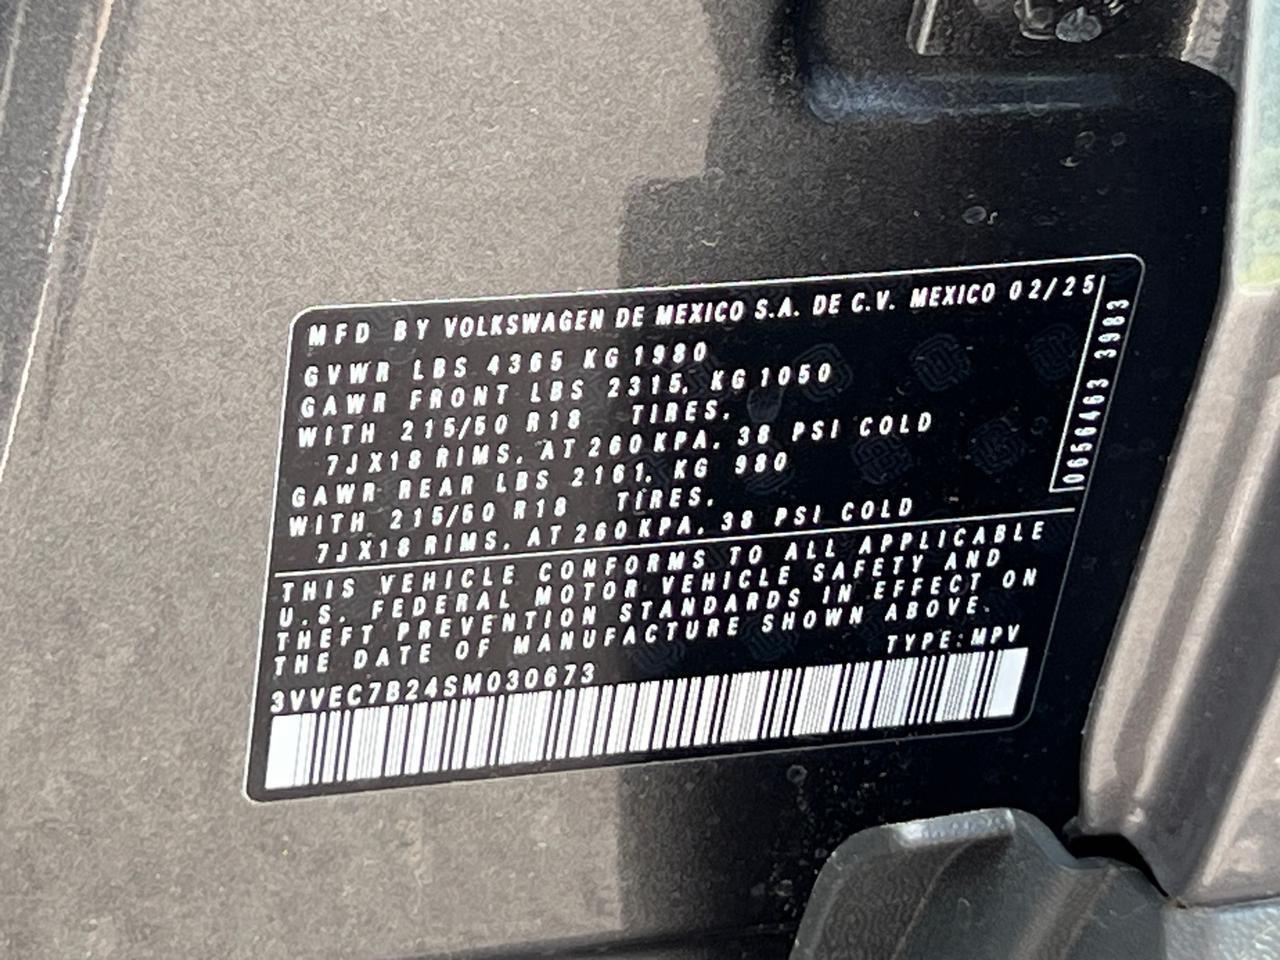 MFD BY VOLKSWAGEN DE MEXICO S.A. DE C.V. MEXICO 02/25
GVWR LBS 4365 KG 1980
GAWR FRONT LBS 2315, KG 1050
WITH 215/50 R18 TIRES,
7JX18 RIMS, AT 260 KPA, 38 PSI COLD
GAWR REAR LBS 2161, KG 980
WITH 215/50 R18 TIRES,
7JX18 RIMS, AT 260 KPA, 38 PSI COLD
0656463 3983
THIS VEHICLE CONFORMS TO ALL APPLICABLE
U.S. FEDERAL MOTOR VEHICLE SAFETY AND
THEFT PREVENTION STANDARDS IN EFFECT ON
THE DATE OF MANUFACTURE SHOWN ABOVE.
TYPE: MPV
3VVEC7B24SM030673